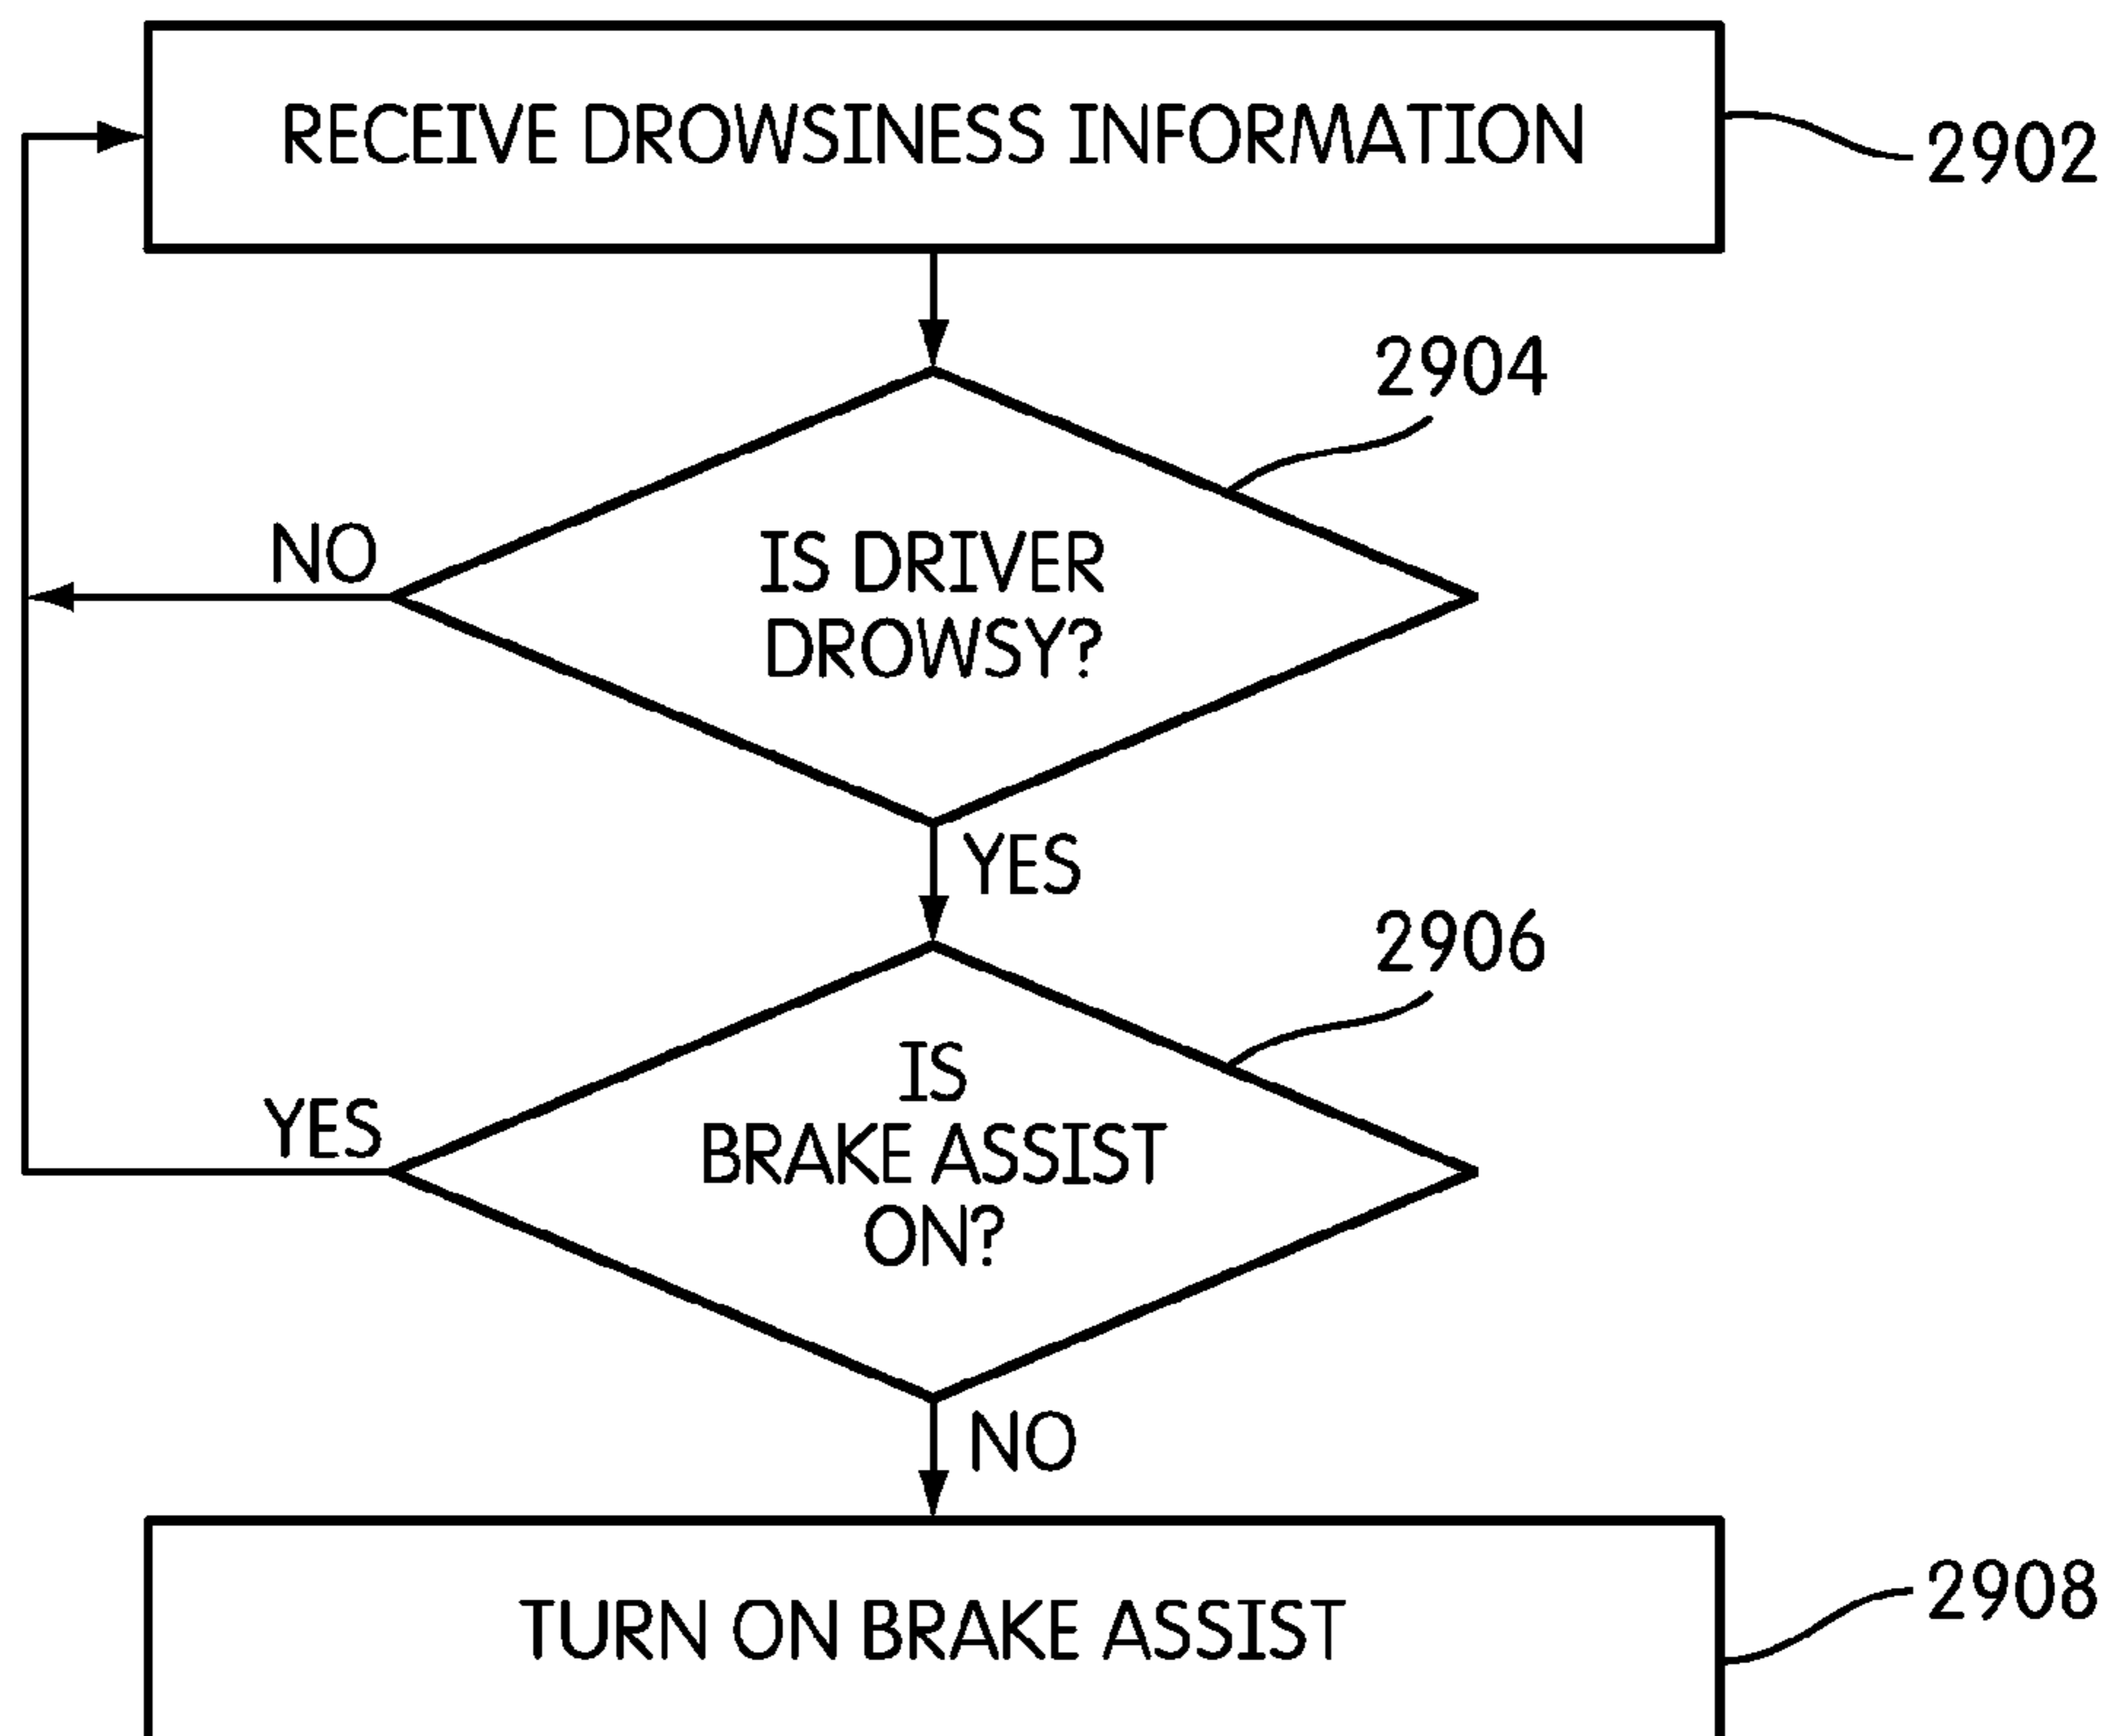 RECEIVE DROWSINESS INFORMATION
2902
2904
IS DRIVER
DROWSY?
NO
YES
2906
IS
BRAKE ASSIST
ON?
YES
NO
TURN ON BRAKE ASSIST
2908